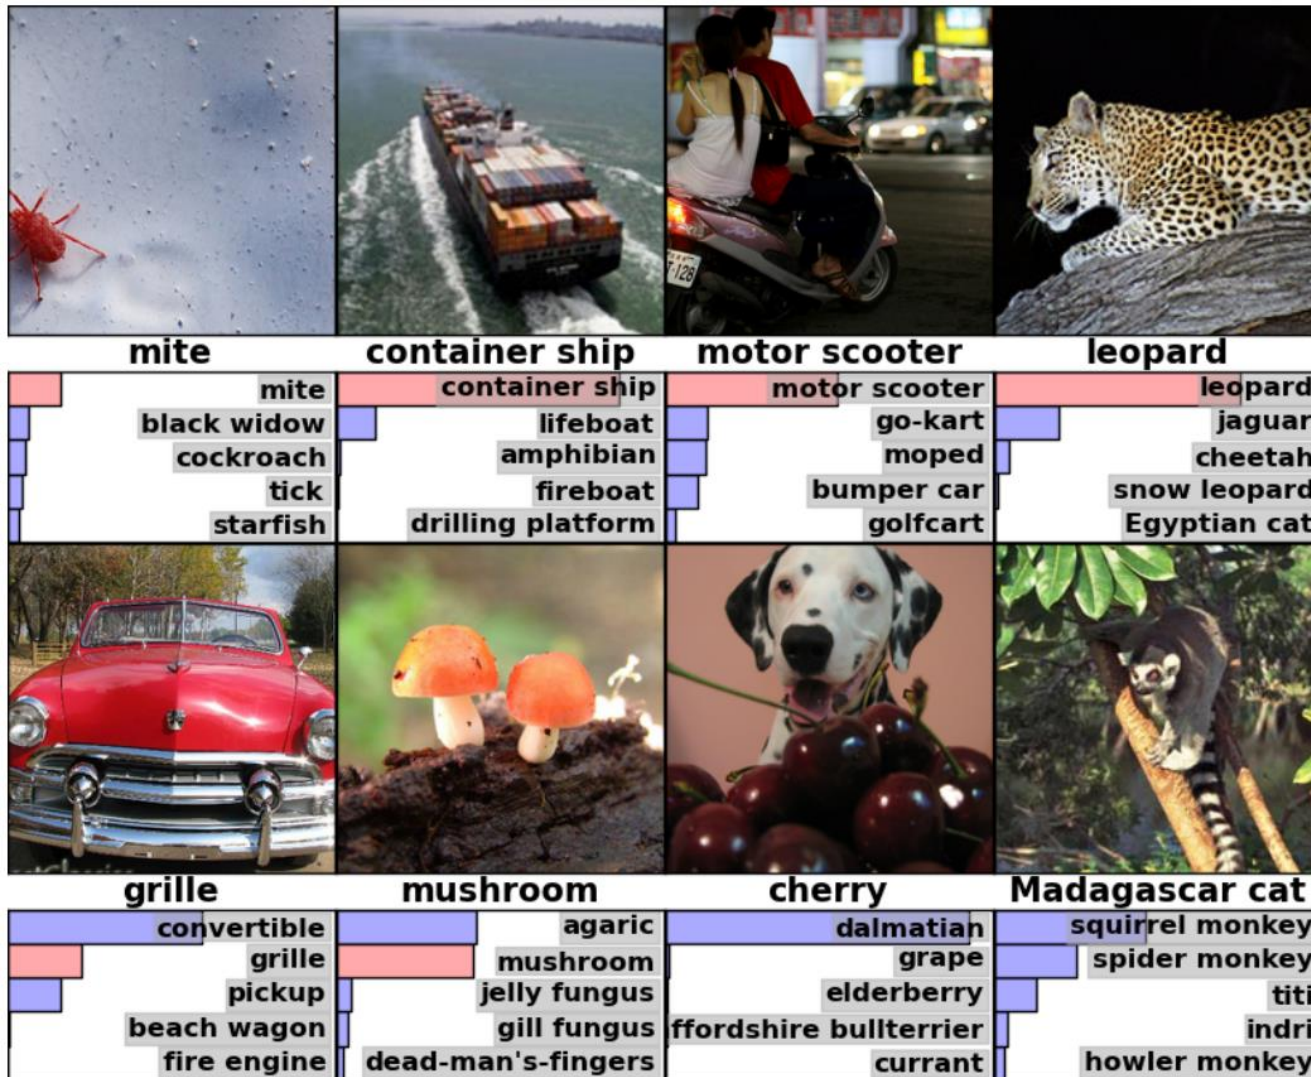 T-128
mite
container ship
motor scooter
leopard
mite
black widow
cockroach
tick
starfish
container ship
lifeboat
amphibian
fireboat
drilling platform
motor scooter
go-kart
moped
bumper car
golfcart
leopard
jaguar
cheetah
snow leopard
Egyptian cat
grille
mushroom
cherry
Madagascar cat
convertible
grille
pickup
beach wagon
fire engine
agaric
mushroom
jelly fungus
gill fungus
dead-man's-fingers
dalmatian
grape
elderberry
ffordshire bullterrier
currant
squirrel monkey
spider monkey
titi
indri
howler monkey